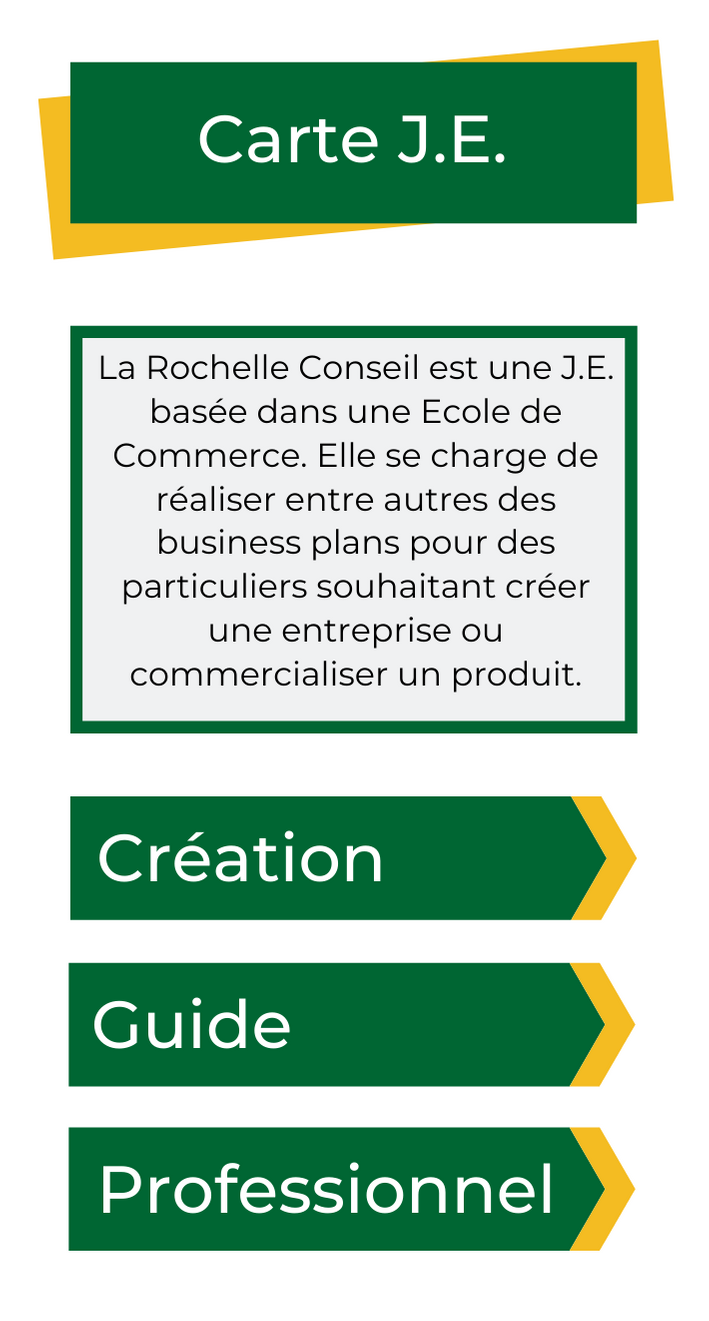 Carte J.E.
La Rochelle Conseil est une J.E.
basée dans une Ecole de
Commerce. Elle se charge de
réaliser entre autres des
business plans pour des
particuliers souhaitant créer
une entreprise ou
commercialiser un produit.
Création
Guide
Professionnel